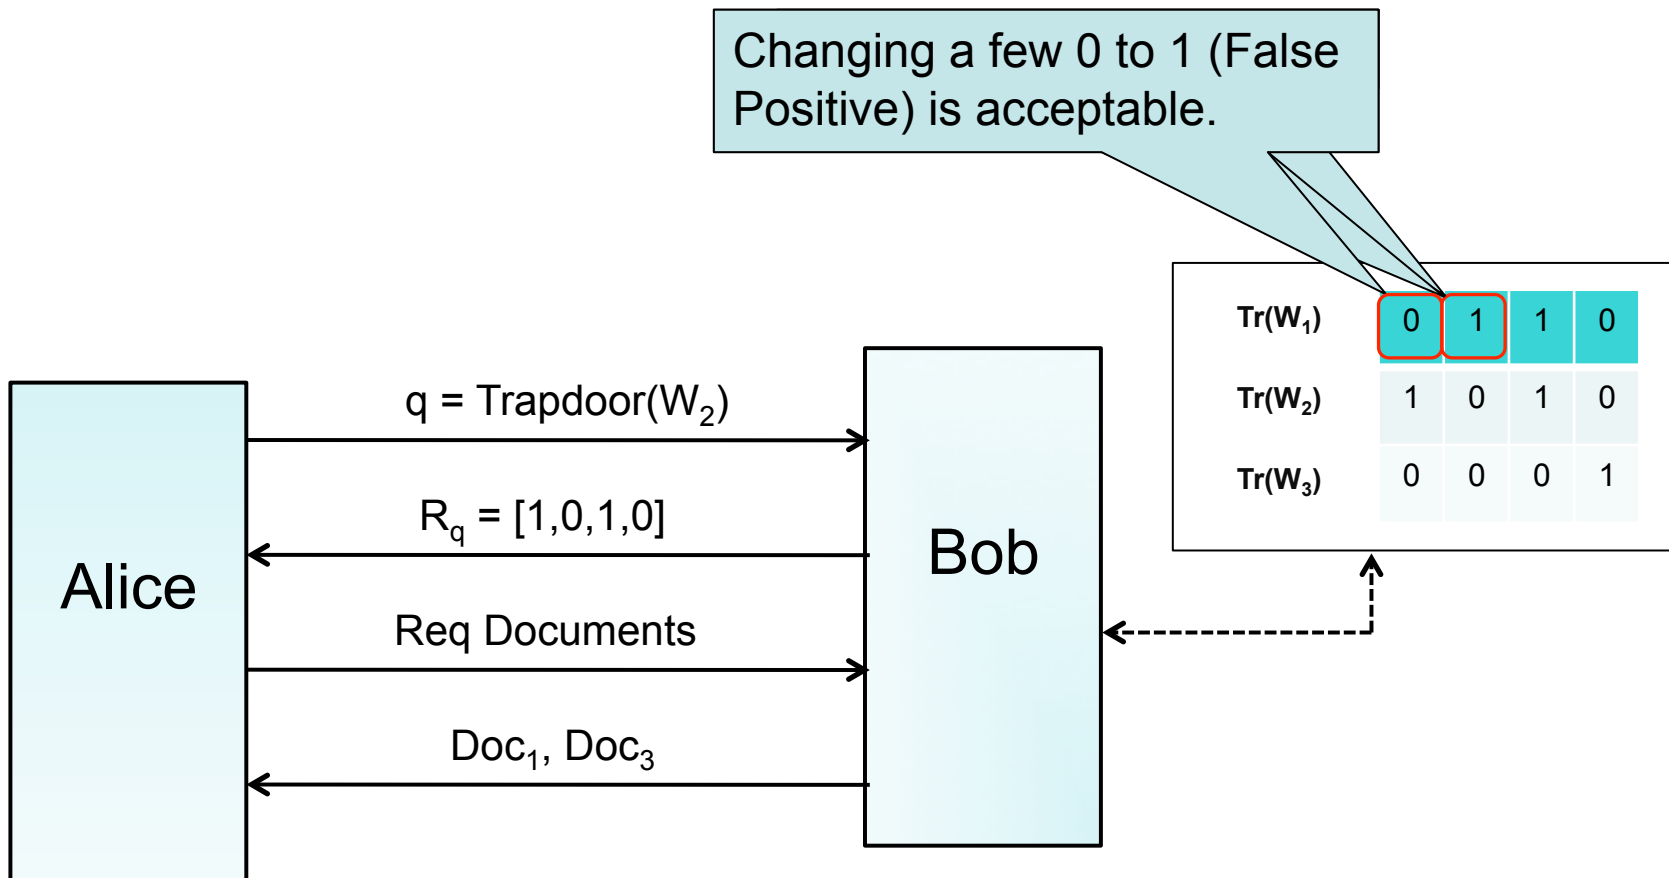 Changing a few 0 to 1 (False
Positive) is acceptable.
Tr(W₁) 0 1 1 0
Tr(W₂) 1 0 1 0
Tr(W₃) 0 0 0 1
Alice
q = Trapdoor(W₂)
R_q = [1,0,1,0]
Req Documents
Doc₁, Doc₃
Bob